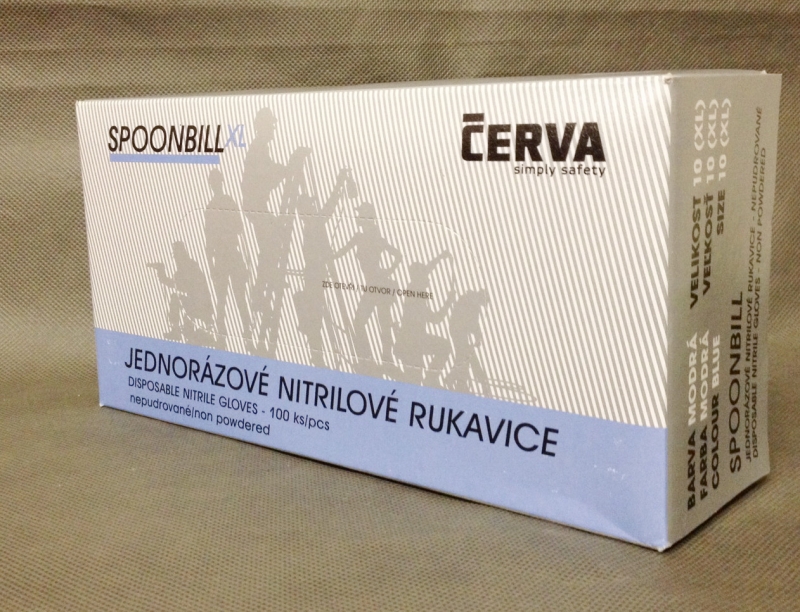 SPOONBILL XL
ČERVA
simply safety
ZDE OTEVŘI / TU OTVOR / OPEN HERE
JEDNORÁZOVÉ NITRILOVÉ RUKAVICE
DISPOSABLE NITRILE GLOVES - 100 ks/pcs
nepudrované/non powdered
BARVA MODRÁ VELIKOST 10 (XL)
FARBA MODRÁ VEĽKOSŤ 10 (XL)
COLOUR BLUE SIZE 10 (XL)
SPOONBILL
JEDNORÁZOVÉ NITRILOVÉ RUKAVICE - NEPUDROVANÉ
DISPOSABLE NITRILE GLOVES - NON POWDERED